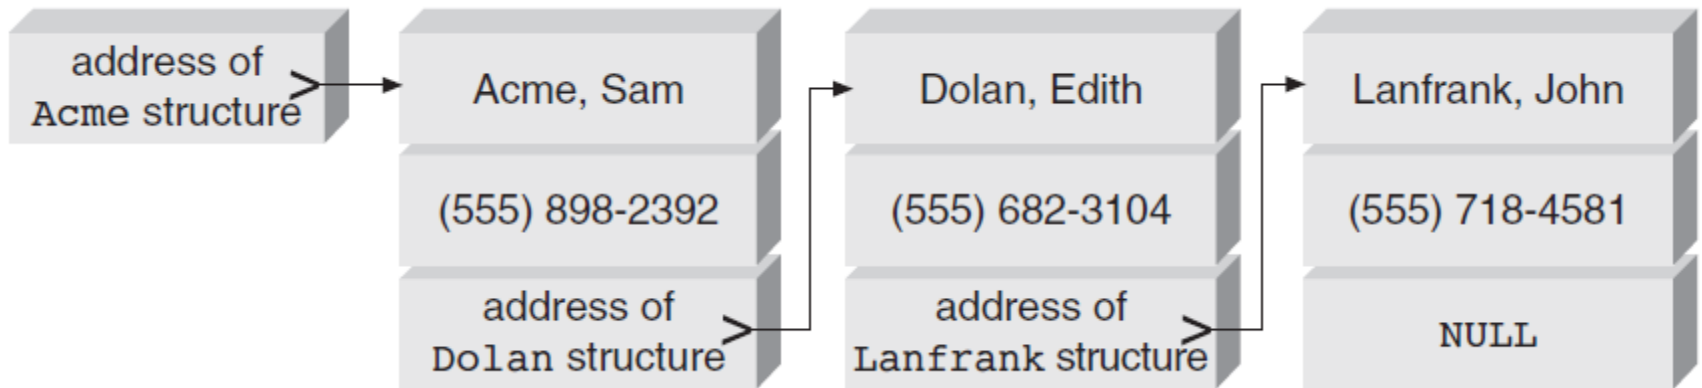 address of
Acme structure
Acme, Sam
(555) 898-2392
address of
Dolan structure
Dolan, Edith
(555) 682-3104
address of
Lanfrank structure
Lanfrank, John
(555) 718-4581
NULL